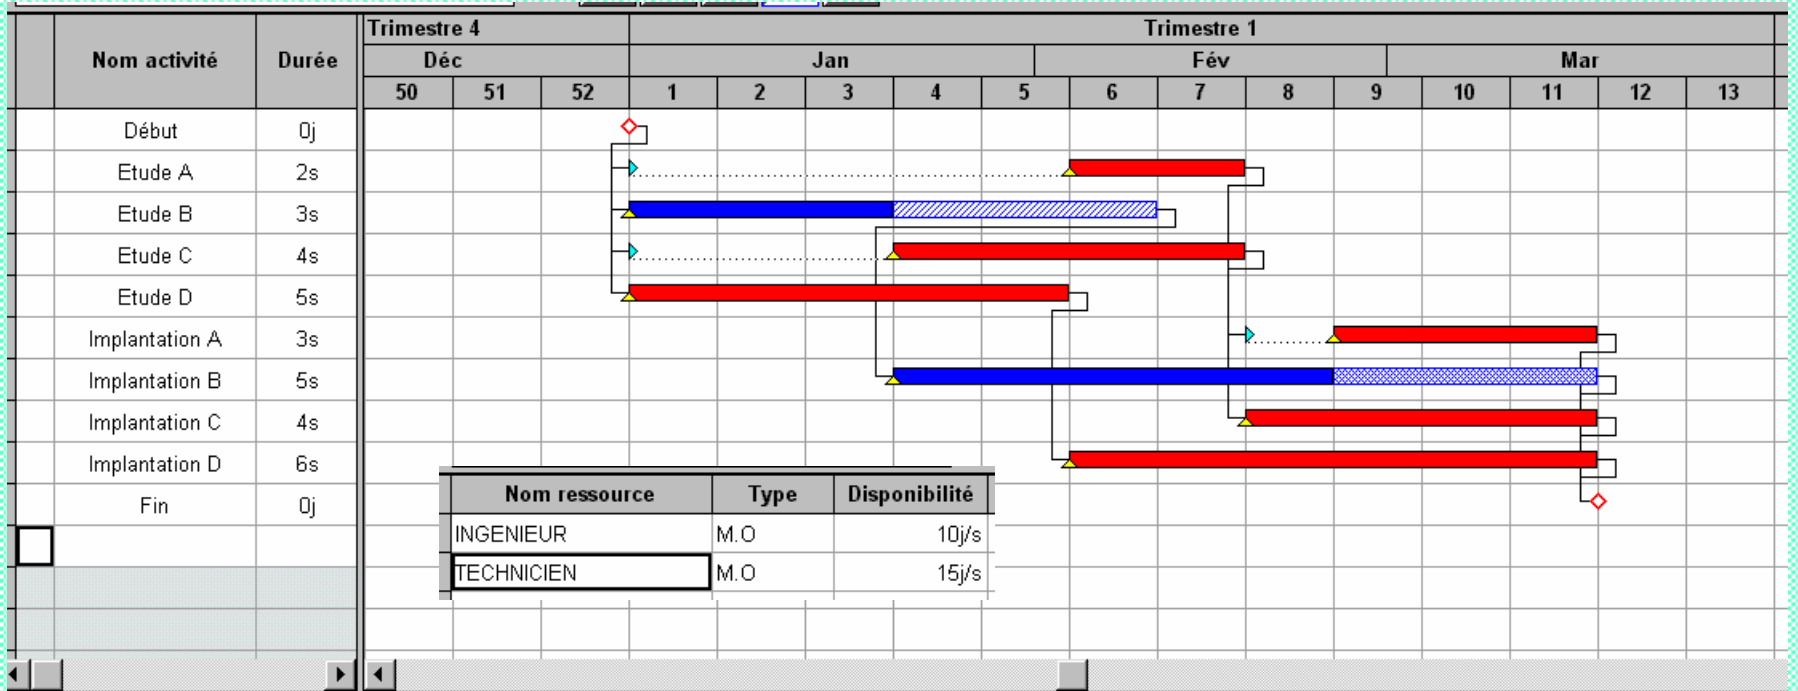 Trimestre 4 Trimestre 1
Nom activité Durée Déc Jan Fév Mar
50 51 52 1 2 3 4 5 6 7 8 9 10 11 12 13
Début 0j
Etude A 2s
Etude B 3s
Etude C 4s
Etude D 5s
Implantation A 3s
Implantation B 5s
Implantation C 4s
Implantation D 6s
Fin 0j
Nom ressource Type Disponibilité
INGENIEUR M.O 10j/s
TECHNICIEN M.O 15j/s